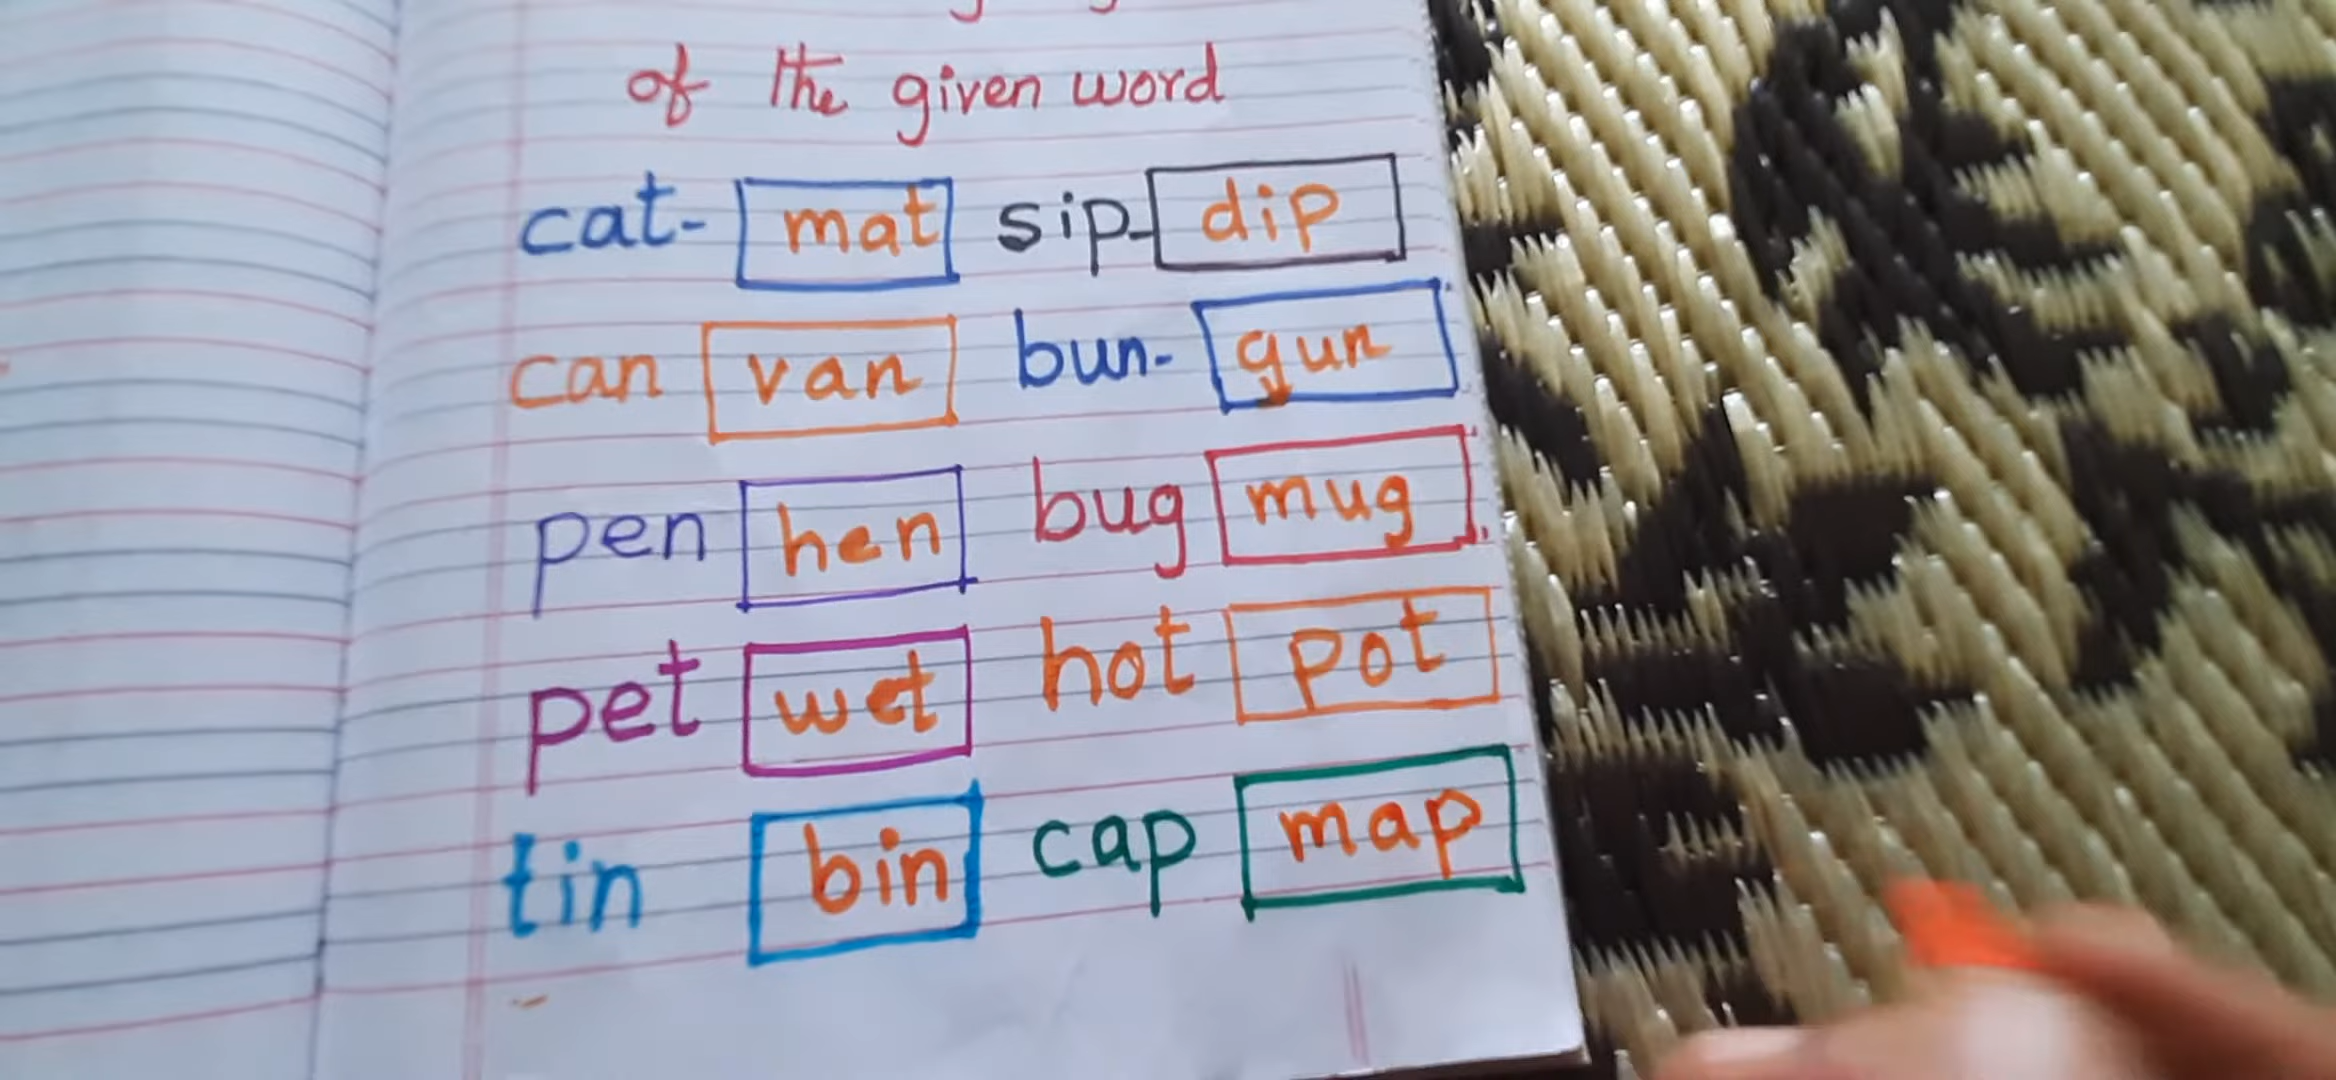 of the given word
cat- mat sip- dip
can van bun- gun
pen hen bug mug
pet wet hot pot
tin bin cap map